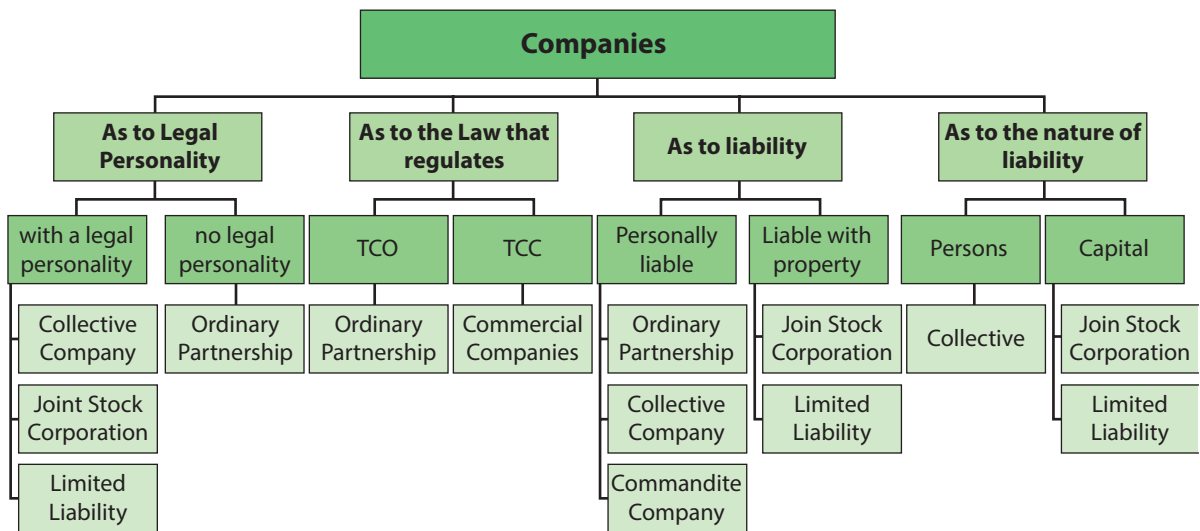 Companies
As to Legal
Personality
As to the Law that
regulates
As to liability
As to the nature of
liability
with a legal
personality
no legal
personality
TCO
TCC
Personally
liable
Liable with
property
Persons
Capital
Collective
Company
Ordinary
Partnership
Ordinary
Partnership
Commercial
Companies
Ordinary
Partnership
Join Stock
Corporation
Collective
Join Stock
Corporation
Joint Stock
Corporation
Collective
Company
Limited
Liability
Limited
Liability
Limited
Liability
Commandite
Company